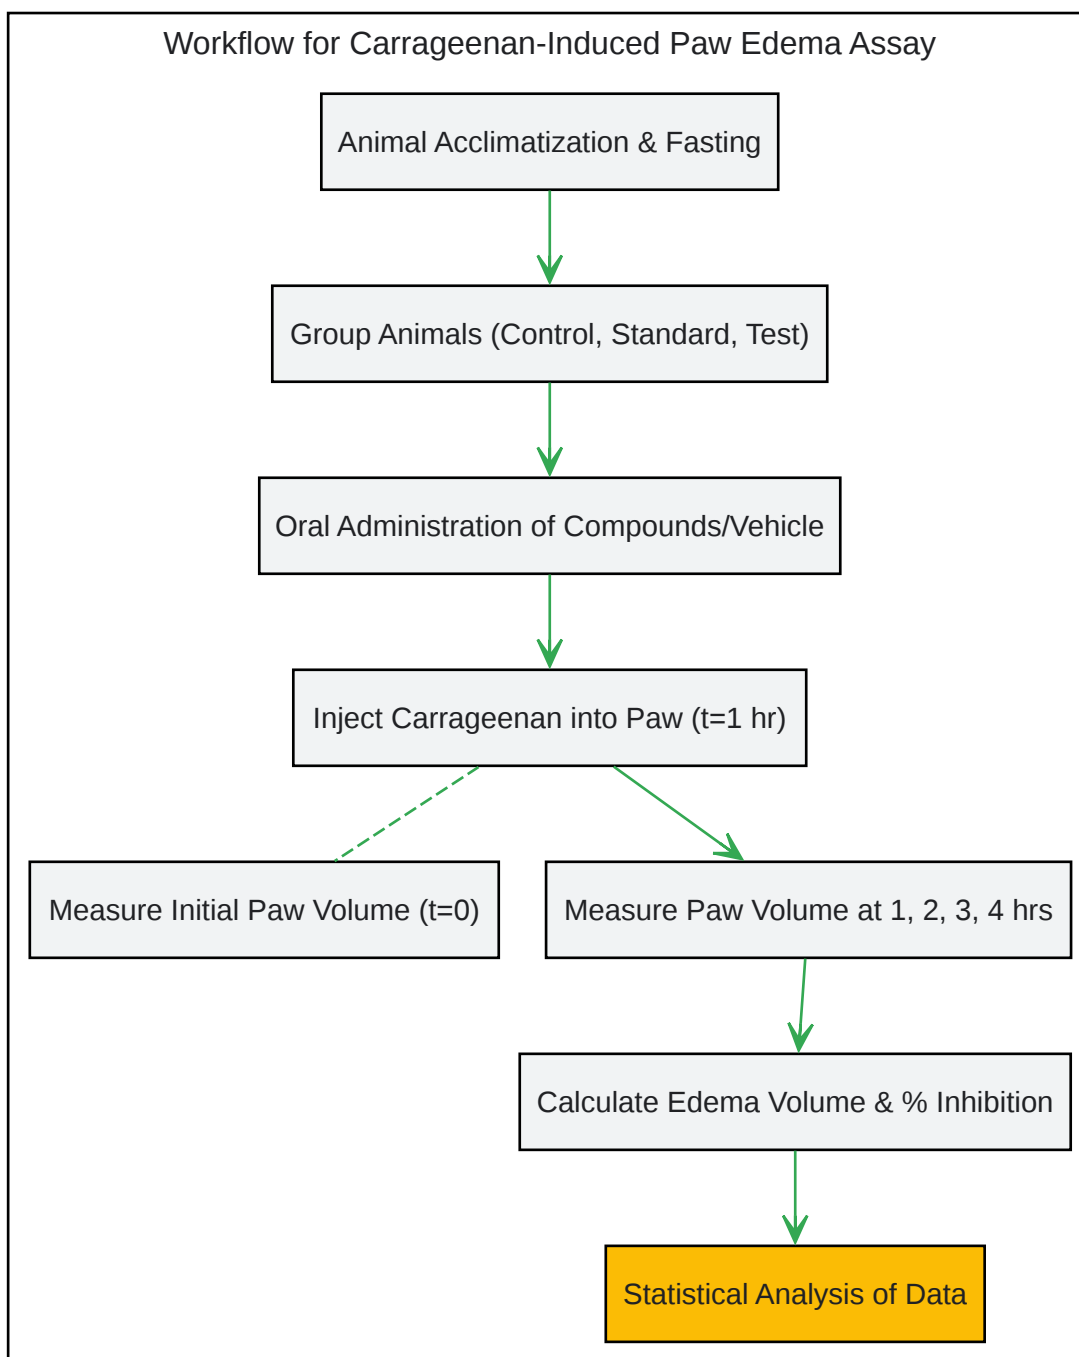 Workflow for Carrageenan-Induced Paw Edema Assay
Animal Acclimatization & Fasting
Group Animals (Control, Standard, Test)
Oral Administration of Compounds/Vehicle
Inject Carrageenan into Paw (t=1 hr)
Measure Initial Paw Volume (t=0)
Measure Paw Volume at 1, 2, 3, 4 hrs
Calculate Edema Volume & % Inhibition
Statistical Analysis of Data